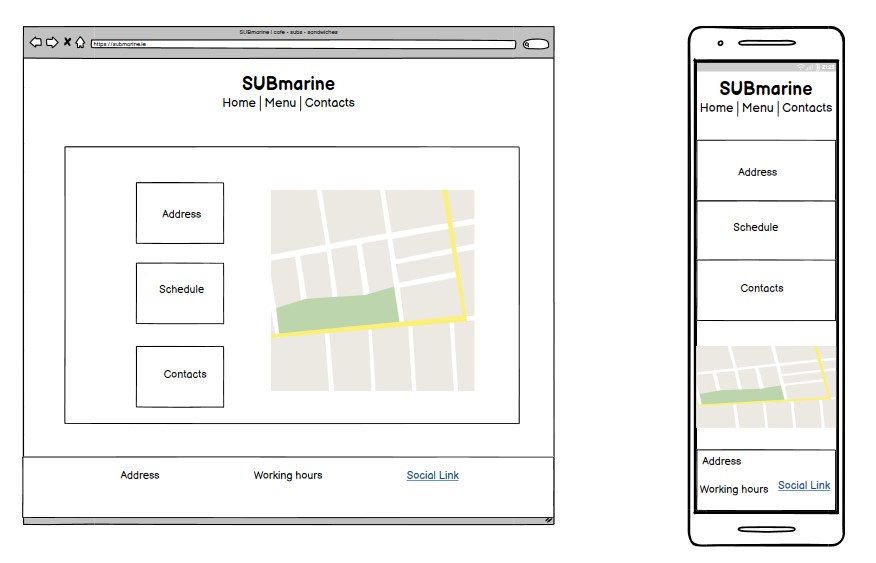 SUBmarine | cafe - subs - sandwiches
https://submarine.ie
SUBmarine
Home | Menu | Contacts
Address
Schedule
Contacts
Address Working hours Social Link
SUBmarine
Home | Menu | Contacts
Address
Schedule
Contacts
Address
Working hours Social Link